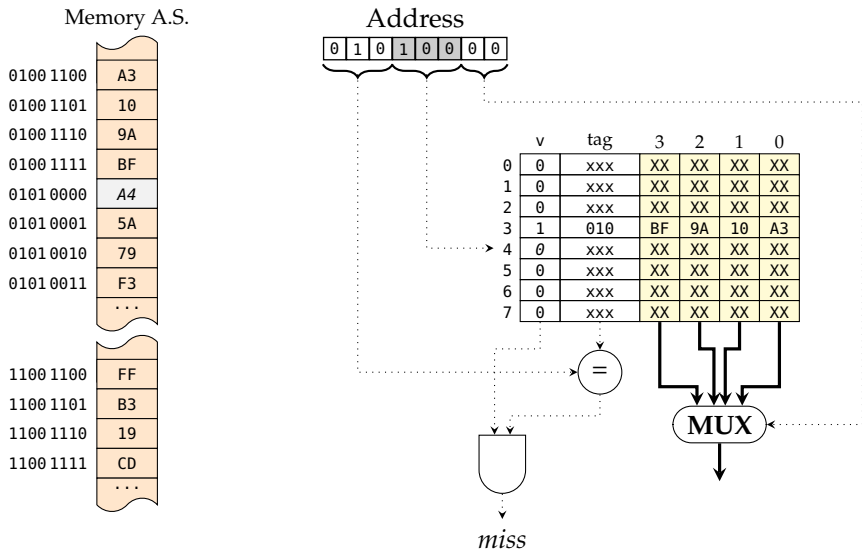 Memory A.S.
0100 1100 A3
0100 1101 10
0100 1110 9A
0100 1111 BF
0101 0000 A4
0101 0001 5A
0101 0010 79
0101 0011 F3
...
1100 1100 FF
1100 1101 B3
1100 1110 19
1100 1111 CD
...
Address
0 1 0 1 0 0 0 0
v tag 3 2 1 0
0 0 xxx XX XX XX XX
1 0 xxx XX XX XX XX
2 0 xxx XX XX XX XX
3 1 010 BF 9A 10 A3
4 0 xxx XX XX XX XX
5 0 xxx XX XX XX XX
6 0 xxx XX XX XX XX
7 0 xxx XX XX XX XX
=
MUX
miss